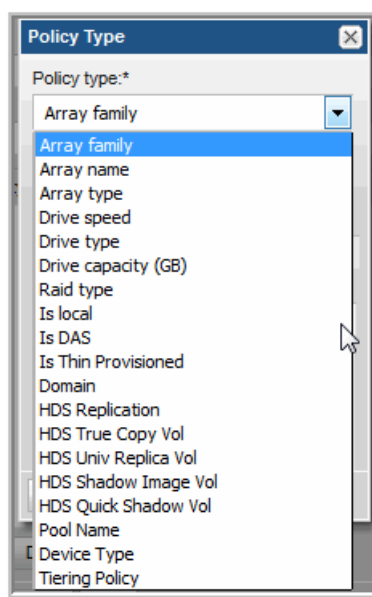 Policy Type
Policy type:*
Array family
Array family
Array name
Array type
Drive speed
Drive type
Drive capacity (GB)
Raid type
Is local
Is DAS
Is Thin Provisioned
Domain
HDS Replication
HDS True Copy Vol
HDS Univ Replica Vol
HDS Shadow Image Vol
HDS Quick Shadow Vol
Pool Name
Device Type
Tiering Policy